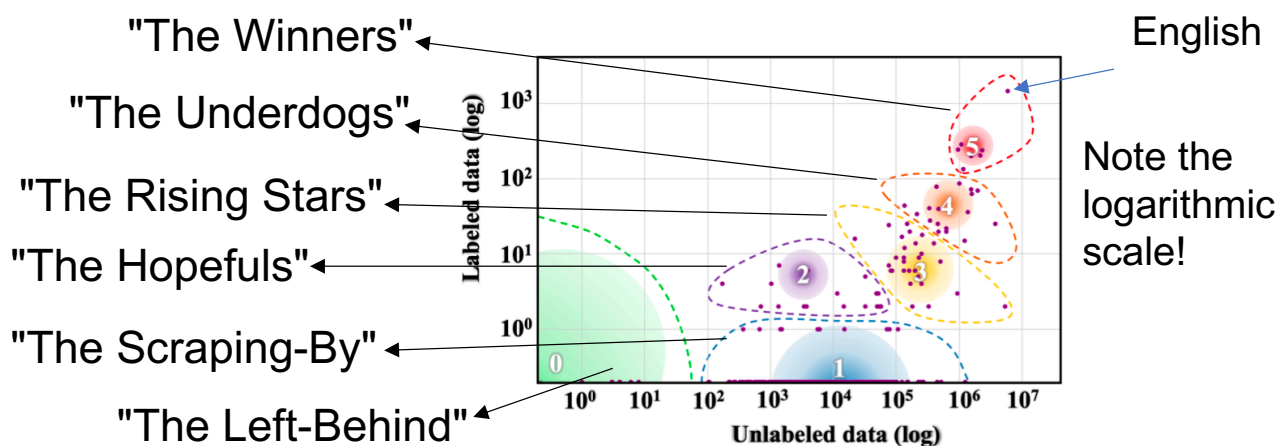 "The Winners"
"The Underdogs"
"The Rising Stars"
"The Hopefuls"
"The Scraping-By"
"The Left-Behind"
Labeled data (log)
10³
10²
10¹
10⁰
5
4
3
2
1
0
10⁰ 10¹ 10² 10³ 10⁴ 10⁵ 10⁶ 10⁷
Unlabeled data (log)
English
Note the
logarithmic
scale!